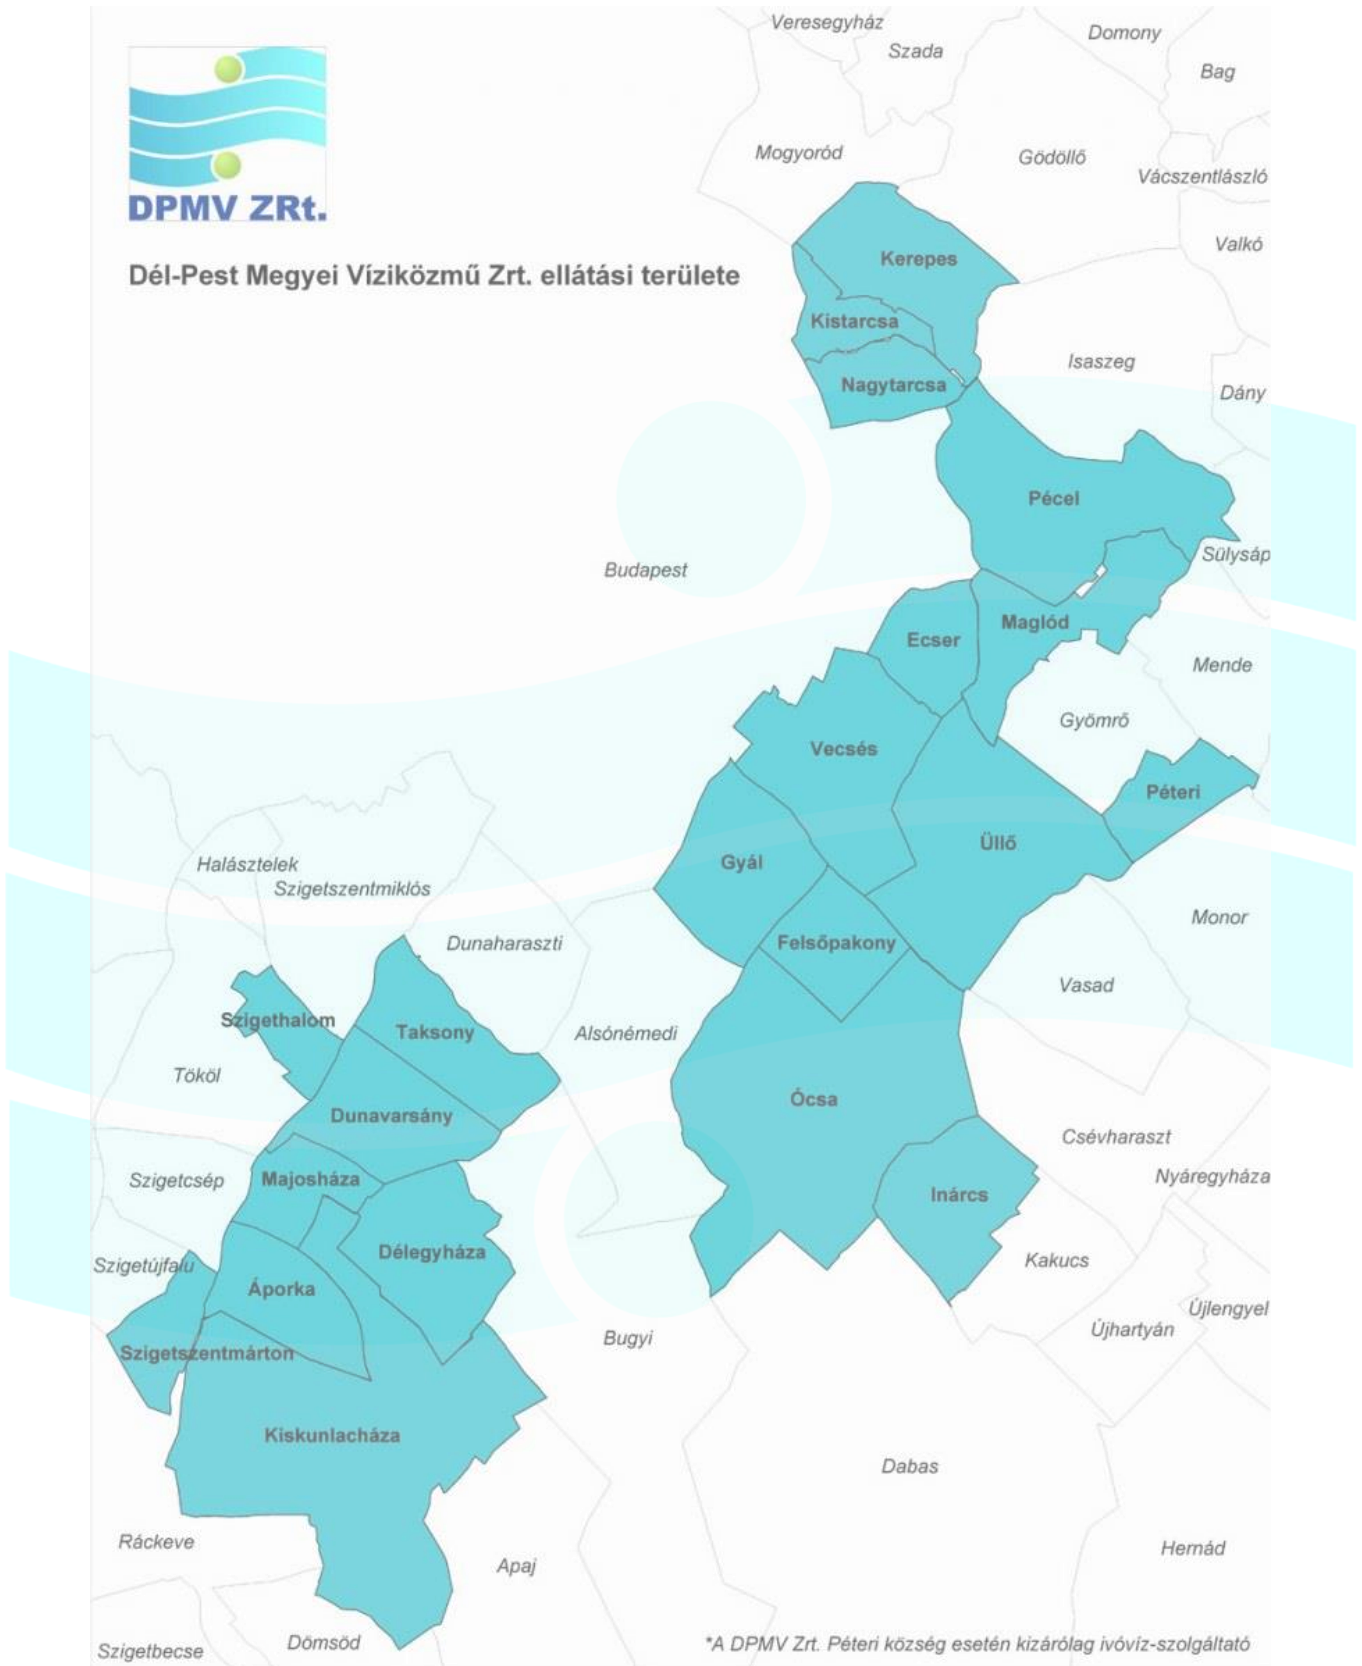 Veresegyház
Domony
Szada
Bag
Mogyoród
Gödöllő
Vácszentlászló
DPMV ZRt.
Valkó
Kerepes
Dél-Pest Megyei Víziközmű Zrt. ellátási területe
Kistarcsa
Isaszeg
Nagytarcsa
Dány
Pécel
Sülysáp
Budapest
Maglód
Ecser
Mende
Gyömrő
Vecsés
Péteri
Üllő
Gyál
Halásztelek
Szigetszentmiklós
Monor
Dunaharaszti
Felsőpakony
Vasad
Szigethalom
Taksony
Alsónémedi
Tököl
Ócsa
Dunavarsány
Csévharaszt
Szigetcsép
Majosháza
Nyáregyháza
Inárcs
Délegyháza
Szigetújfalu
Kakucs
Áporka
Újlengyel
Újhartyán
Bugyi
Szigetszentmárton
Kiskunlacháza
Dabas
Ráckeve
Hernád
Apaj
Dömsöd
*A DPMV Zrt. Péteri község esetén kizárólag ivóvíz-szolgáltató
Szigetbecse